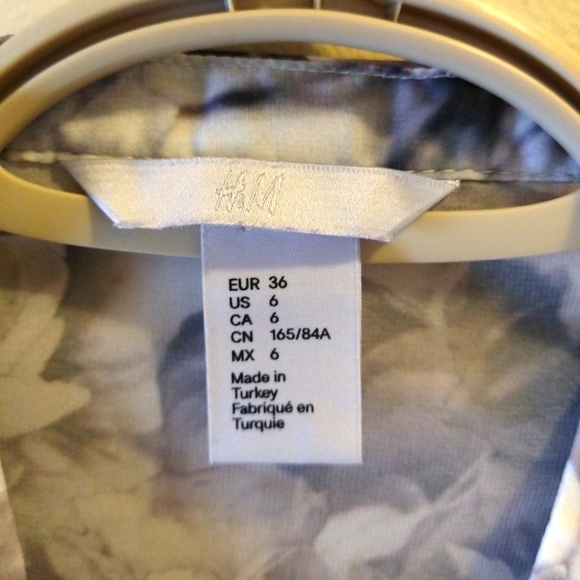 H&M
EUR 36
US 6
CA 6
CN 165/84A
MX 6
Made in
Turkey
Fabriqué en
Turquie